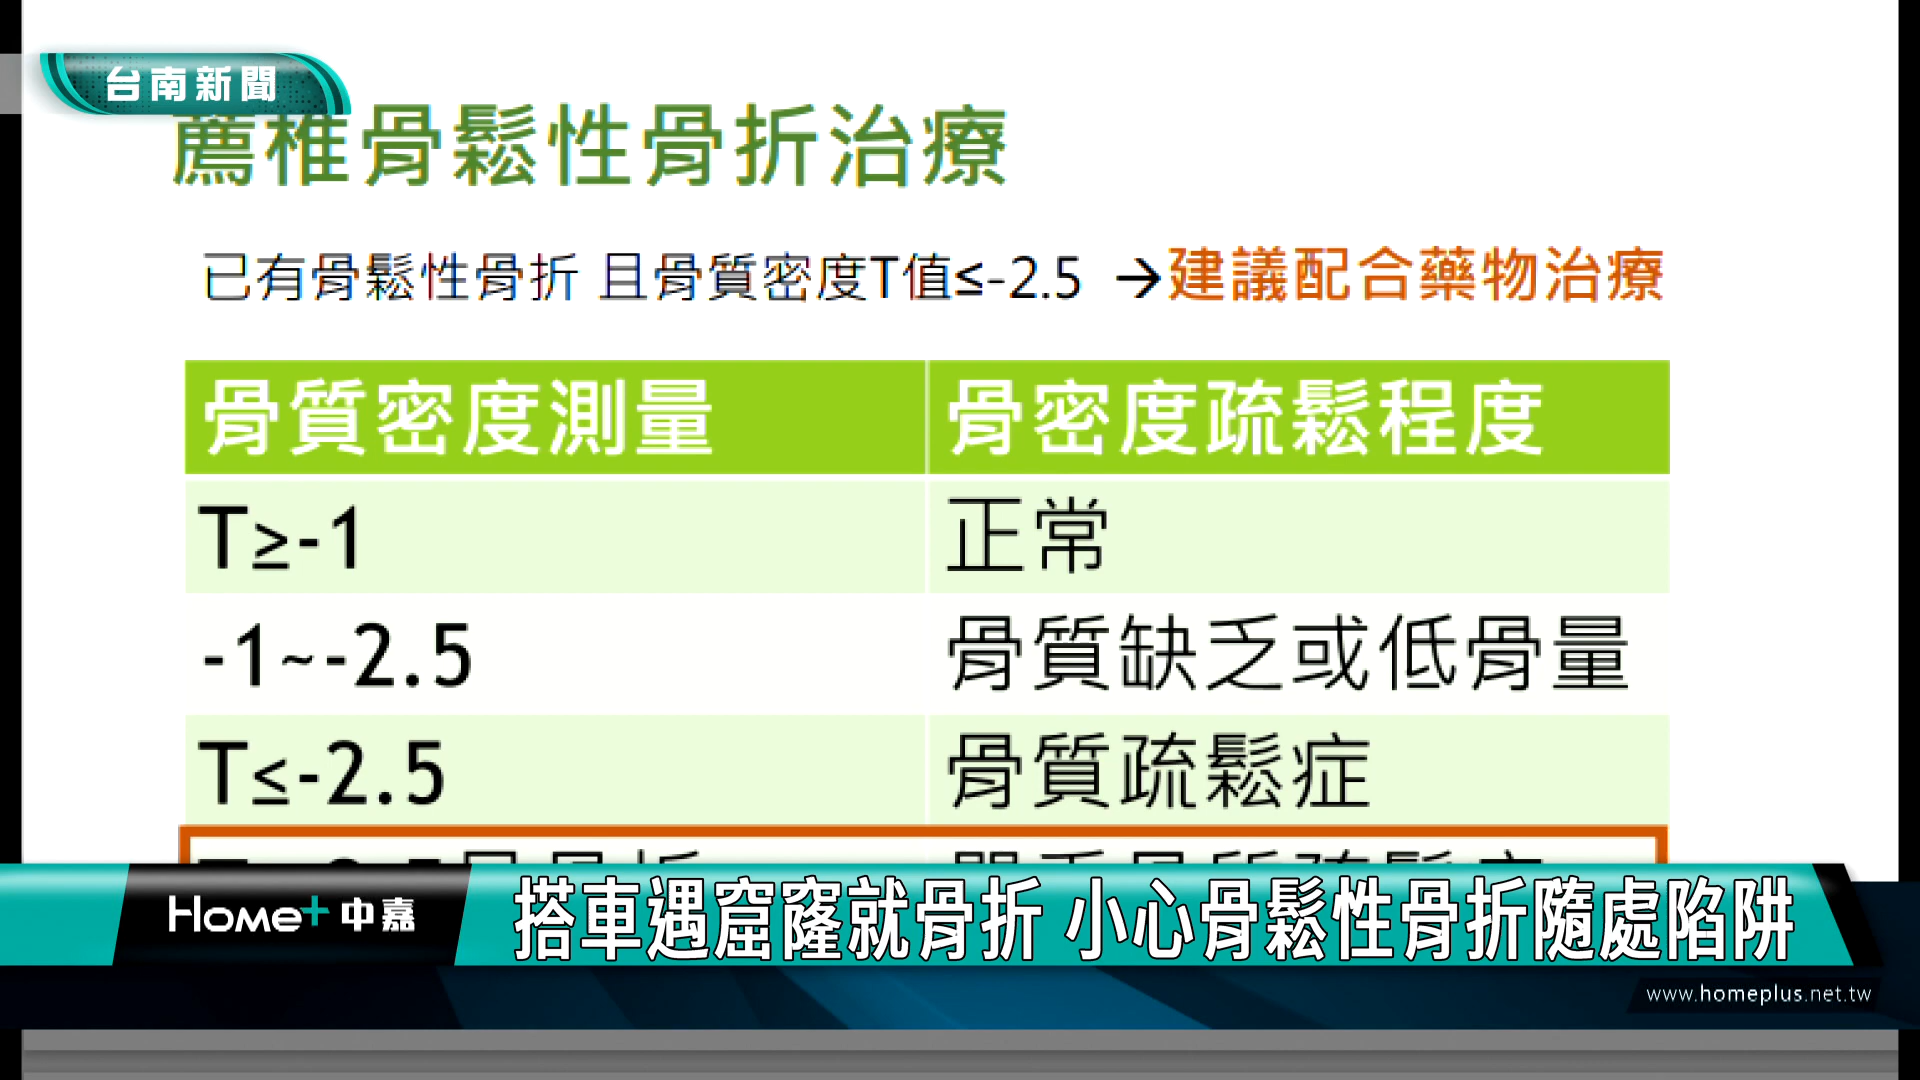 台南新聞
薦椎骨鬆性骨折治療
已有骨鬆性骨折 且骨質密度T值≤-2.5 →建議配合藥物治療
骨質密度測量 骨密度疏鬆程度
T≥-1 正常
-1~-2.5 骨質缺乏或低骨量
T≤-2.5 骨質疏鬆症
Home+ 中嘉
搭車遇窟窿就骨折 小心骨鬆性骨折隨處陷阱
www.homeplus.net.tw